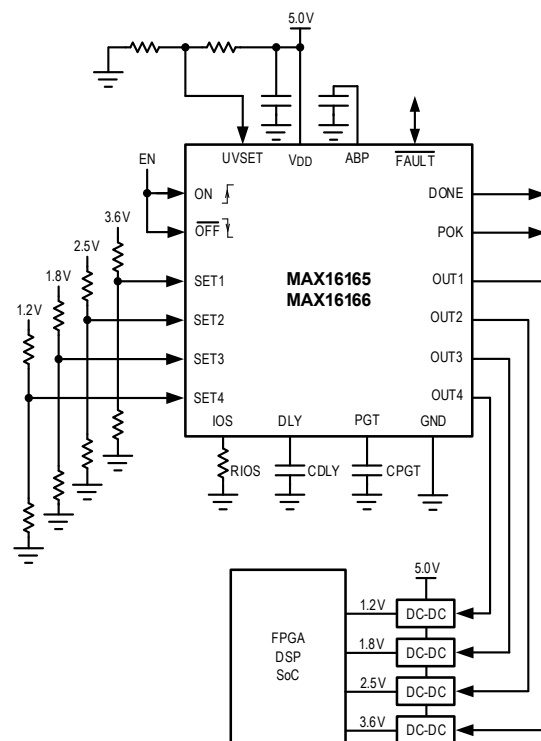 5.0V
UVSET VDD ABP FAULT
EN
ON DONE
3.6V
OFF POK
2.5V
MAX16165
MAX16166
1.8V
SET1 OUT1
1.2V
SET2 OUT2
SET3 OUT3
SET4 OUT4
IOS DLY PGT GND
RIOS CDLY CPGT
5.0V
1.2V DC-DC
FPGA
DSP
SoC
1.8V DC-DC
2.5V DC-DC
3.6V DC-DC